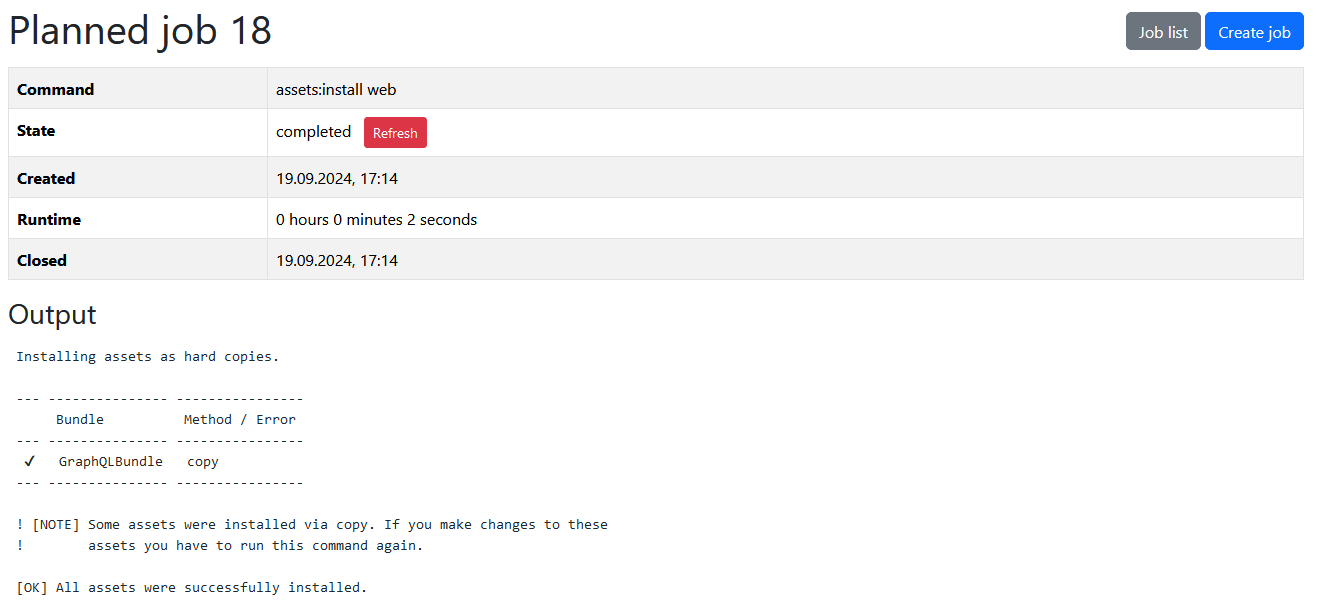 Planned job 18
Job list
Create job
Command assets:install web
State completed Refresh
Created 19.09.2024, 17:14
Runtime 0 hours 0 minutes 2 seconds
Closed 19.09.2024, 17:14
Output
Installing assets as hard copies.
--- --------------- ----------------
Bundle Method / Error
--- --------------- ----------------
✔ GraphQLBundle copy
--- --------------- ----------------
! [NOTE] Some assets were installed via copy. If you make changes to these
! assets you have to run this command again.
[OK] All assets were successfully installed.